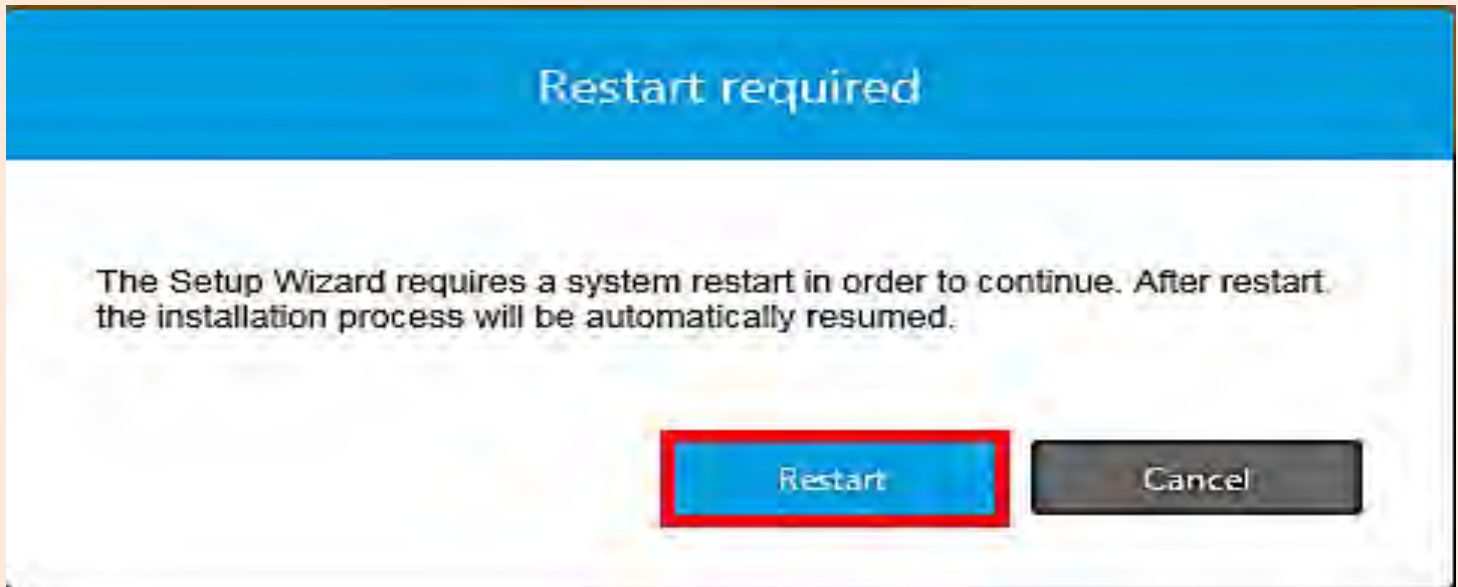 Restart required
The Setup Wizard requires a system restart in order to continue. After restart.
the installation process will be automatically resumed.
Restart
Cancel